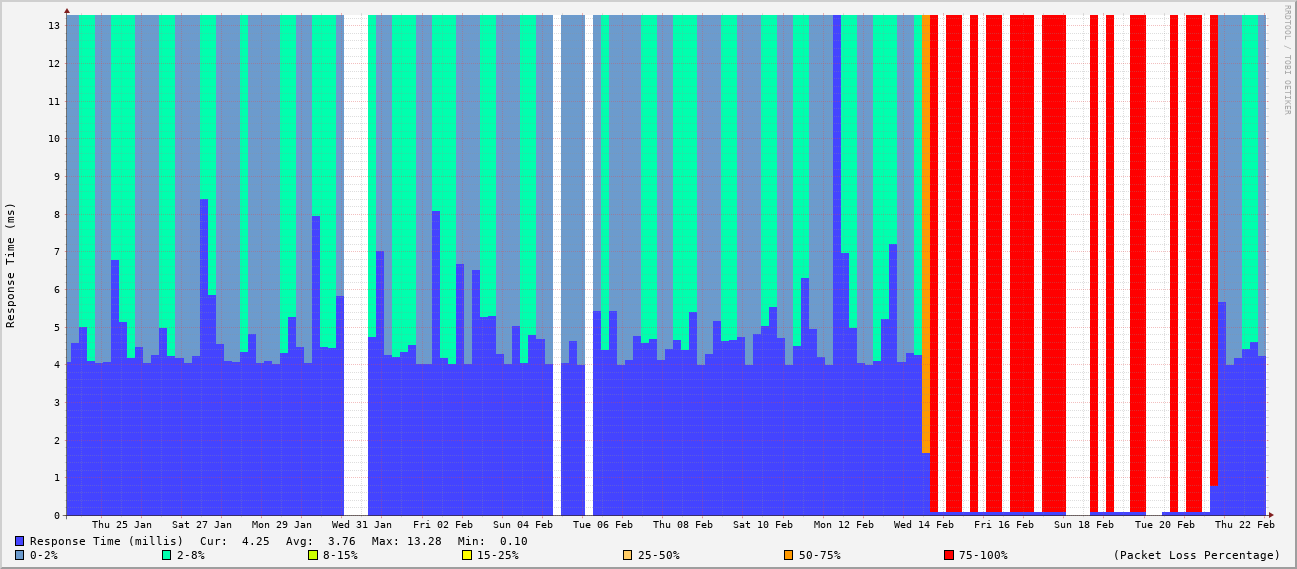 RRDTOOL / TOBI OETIKER
Response Time (ms)
13
12
11
10
9
8
7
6
5
4
3
2
1
0
Thu 25 Jan Sat 27 Jan Mon 29 Jan Wed 31 Jan Fri 02 Feb Sun 04 Feb Tue 06 Feb Thu 08 Feb Sat 10 Feb Mon 12 Feb Wed 14 Feb Fri 16 Feb Sun 18 Feb Tue 20 Feb Thu 22 Feb
Response Time (millis) Cur: 4.25 Avg: 3.76 Max: 13.28 Min: 0.10
0-2% 2-8% 8-15% 15-25% 25-50% 50-75% 75-100% (Packet Loss Percentage)